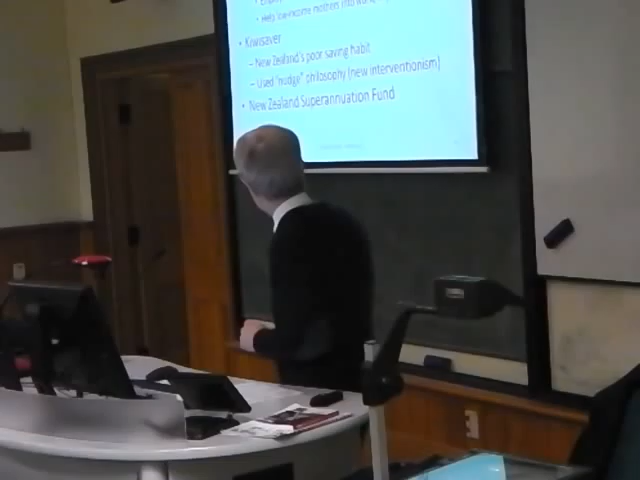 • Help low-income mothers into work
• Kiwisaver
– New Zealand's poor saving habit
– Used "nudge" philosophy (new interventionism)
• New Zealand Superannuation Fund